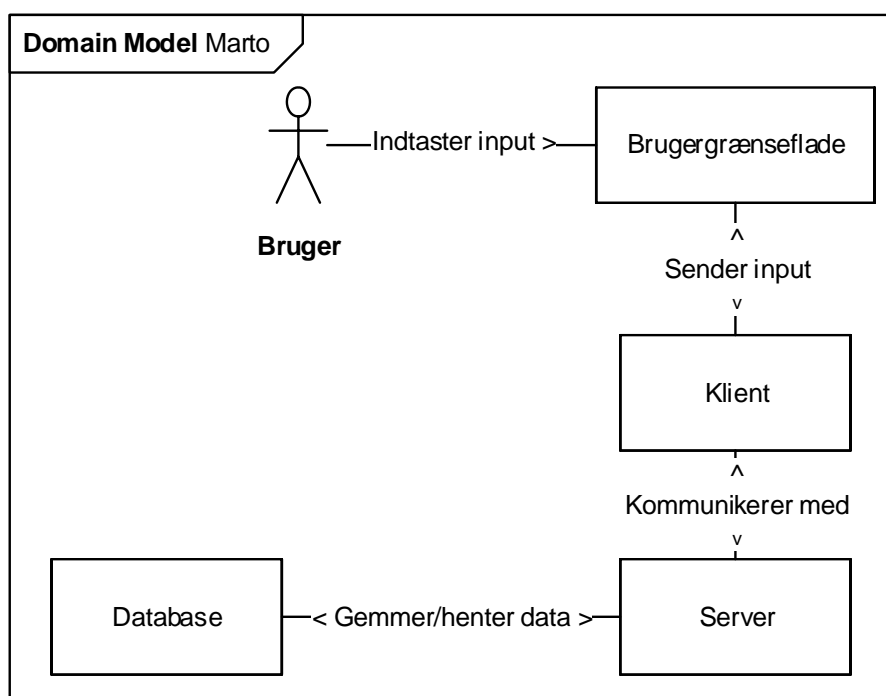 Domain Model Marto
Indtaster input >
Brugergrænseflade
Bruger
^
Sender input
v
Klient
^
Kommunikerer med
v
Database
< Gemmer/henter data >
Server